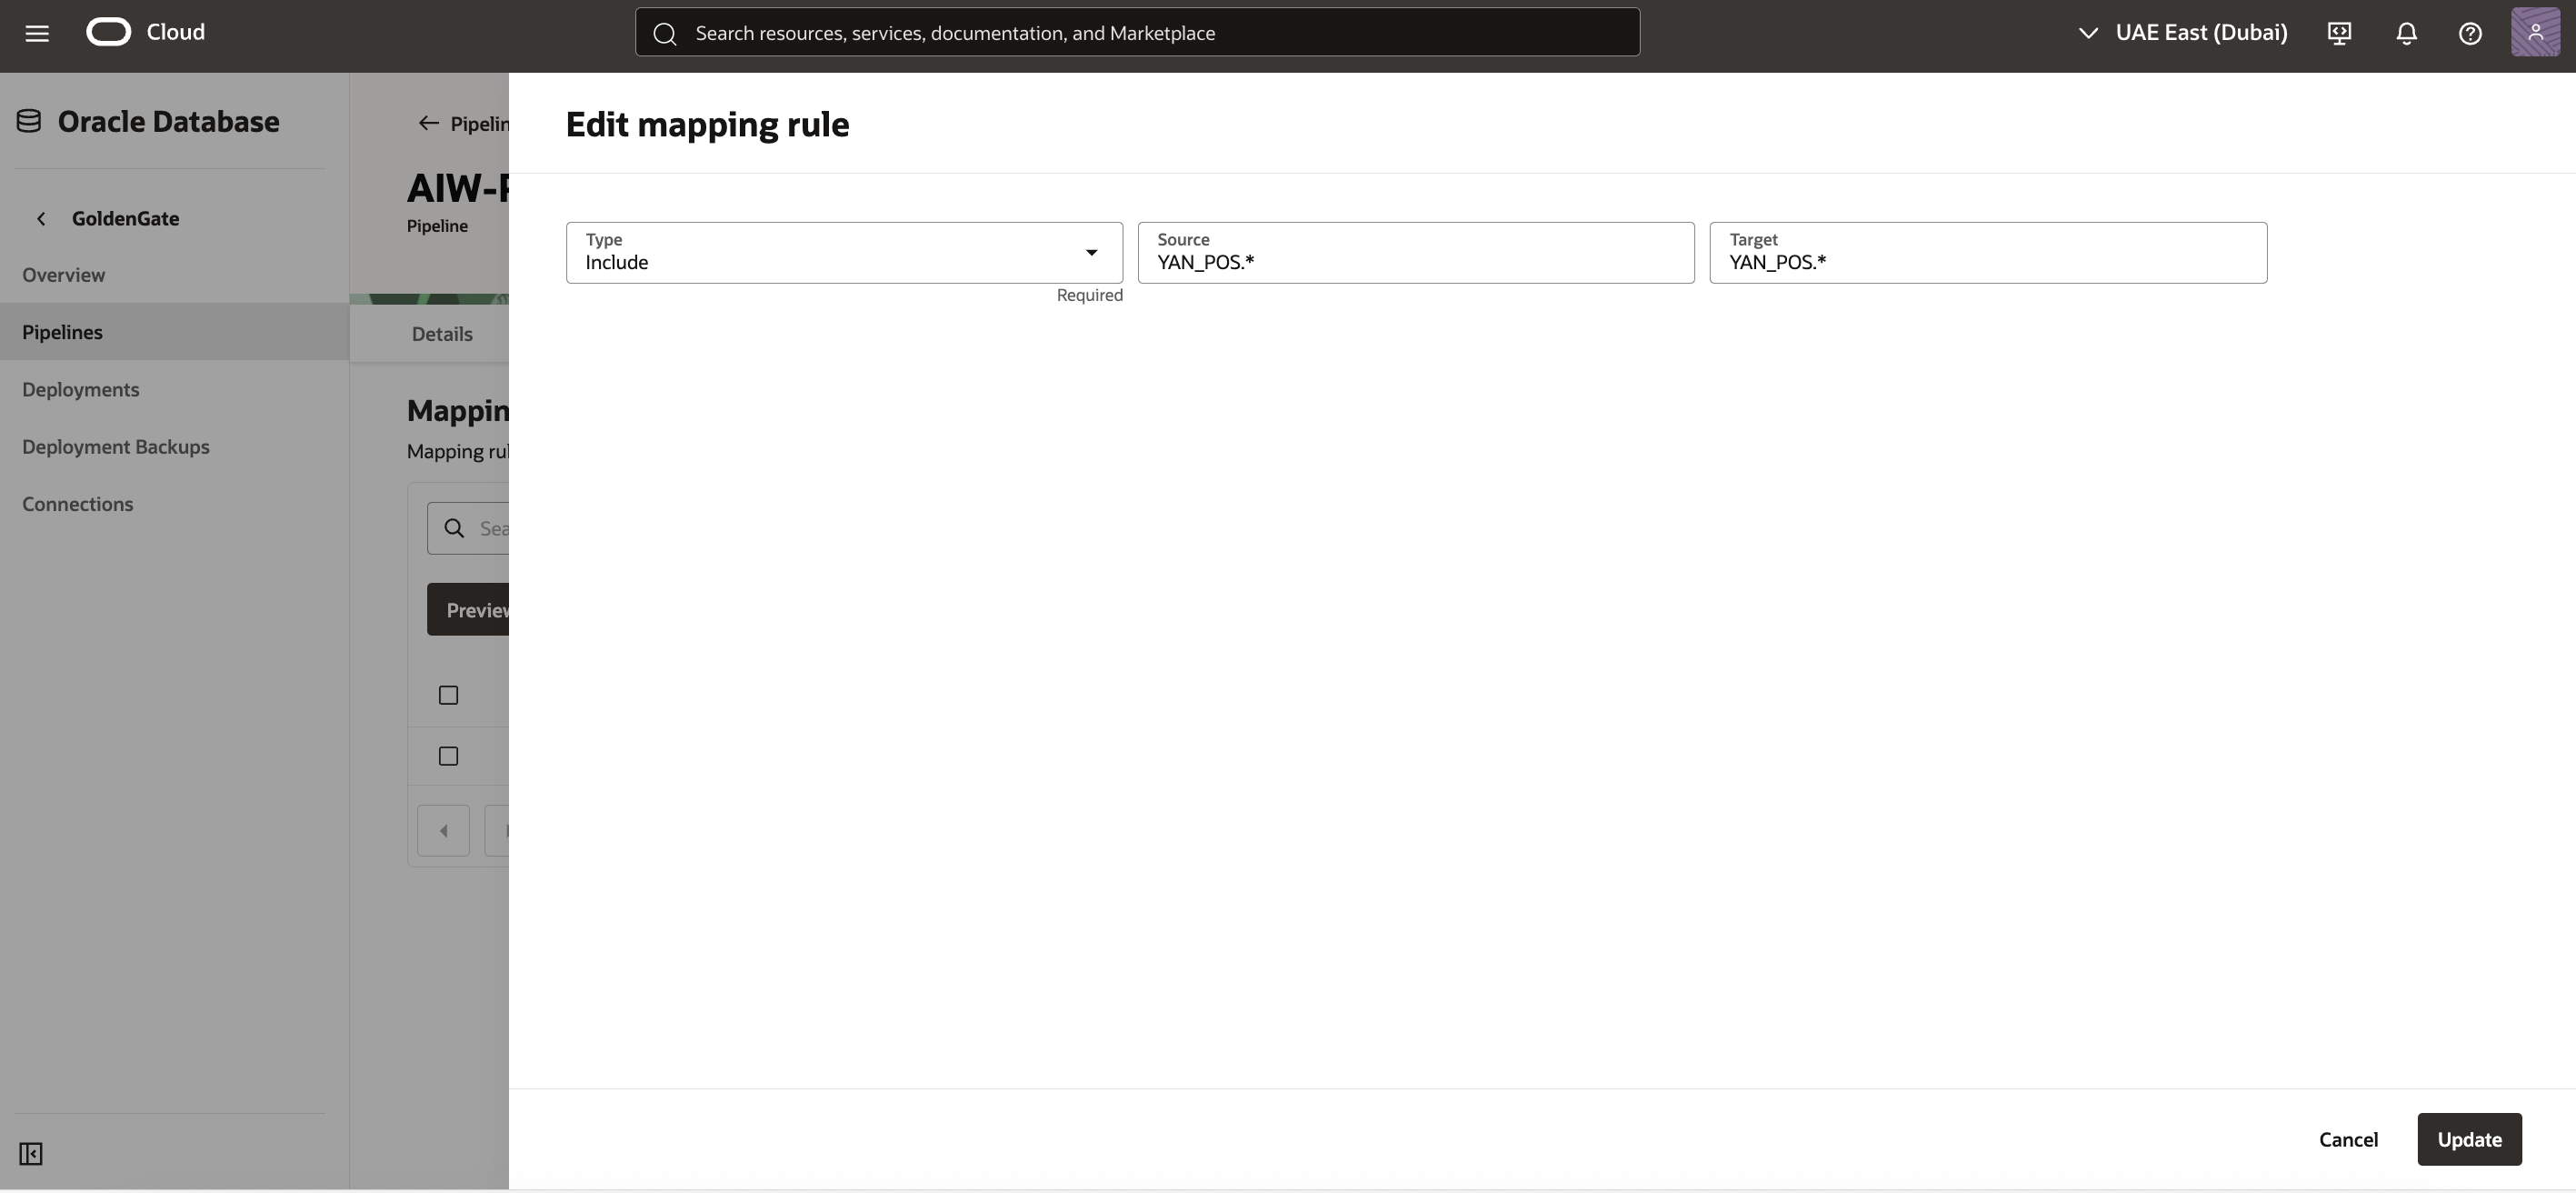 Cloud
Search resources, services, documentation, and Marketplace
UAE East (Dubai)
Oracle Database
GoldenGate
Overview
Pipelines
Deployments
Deployment Backups
Connections
Pipelin
AIW-
Pipeline
Details
Mappin
Mapping rul
Sea
Preview
Edit mapping rule
Type
Include
Required
Source
YAN_POS.*
Target
YAN_POS.*
Cancel
Update